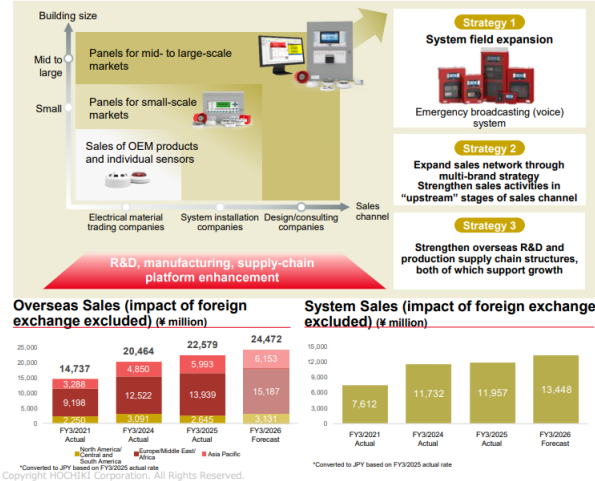 Building size
Mid to
large
Small
Panels for mid- to large-scale
markets
Panels for small-scale
markets
Sales of OEM products
and individual sensors
Electrical material
trading companies
System installation
companies
Design/consulting
companies
Sales
channel
R&D, manufacturing, supply-chain
platform enhancement
Strategy 1
System field expansion
Emergency broadcasting (voice)
system
Strategy 2
Expand sales network through
multi-brand strategy
Strengthen sales activities in
“upstream” stages of sales channel
Strategy 3
Strengthen overseas R&D and
production supply chain structures,
both of which support growth
Overseas Sales (impact of foreign
exchange excluded) (¥ million)
25,000
20,000
15,000
10,000
5,000
0
14,737
3,288
9,198
2,250
20,464
4,850
12,522
3,091
22,579
5,993
13,939
2,645
24,472
6,153
15,187
3,131
FY3/2021
Actual
FY3/2024
Actual
FY3/2025
Actual
FY3/2026
Forecast
North America/
Central and
South America
Europe/Middle East/
Africa
Asia Pacific
*Converted to JPY based on FY3/2025 actual rate
System Sales (impact of foreign exchange
excluded) (¥ million)
15,000
12,000
9,000
6,000
3,000
0
7,612
11,732
11,957
13,448
FY3/2021
Actual
FY3/2024
Actual
FY3/2025
Actual
FY3/2026
Forecast
*Converted to JPY based on FY3/2025 actual rate
Copyright HOCHIKI Corporation. All Rights Reserved.